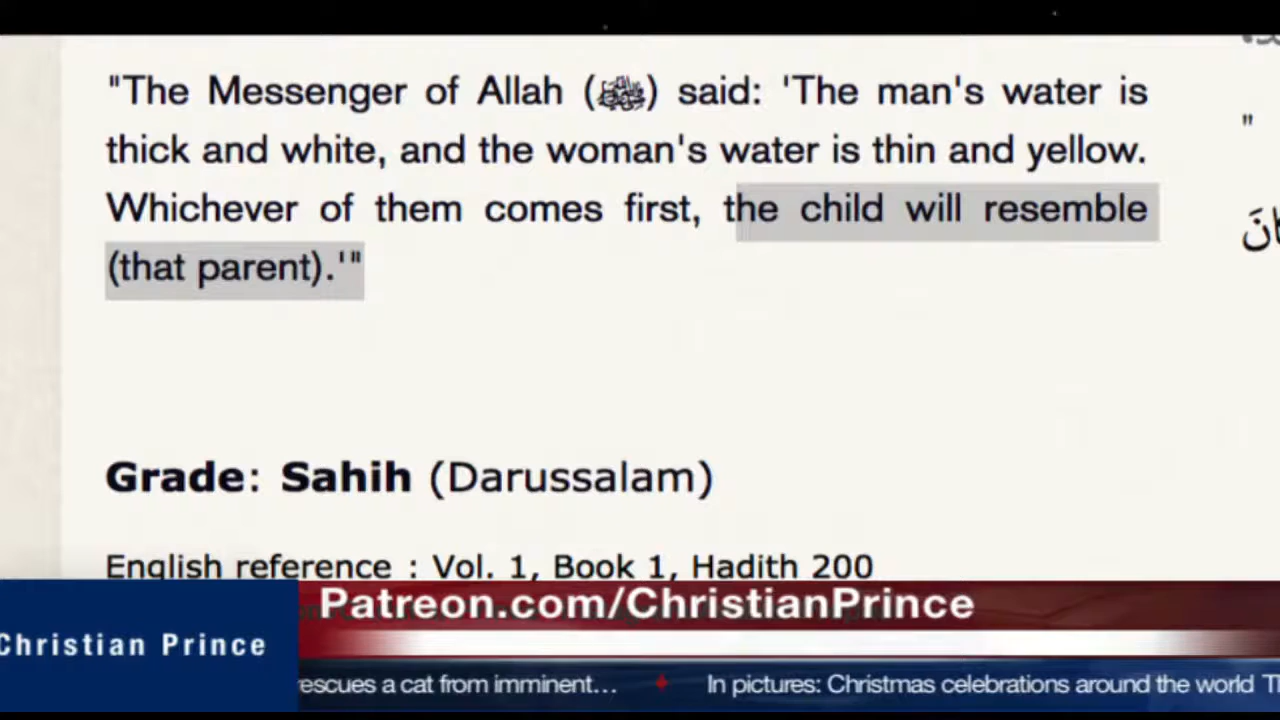 "The Messenger of Allah (ﷺ) said: 'The man's water is
thick and white, and the woman's water is thin and yellow.
Whichever of them comes first, the child will resemble
(that parent).'"
"
Grade: Sahih (Darussalam)
English reference : Vol. 1, Book 1, Hadith 200
Patreon.com/ChristianPrince
Christian Prince
rescues a cat from imminent... ✦ In pictures: Christmas celebrations around the world